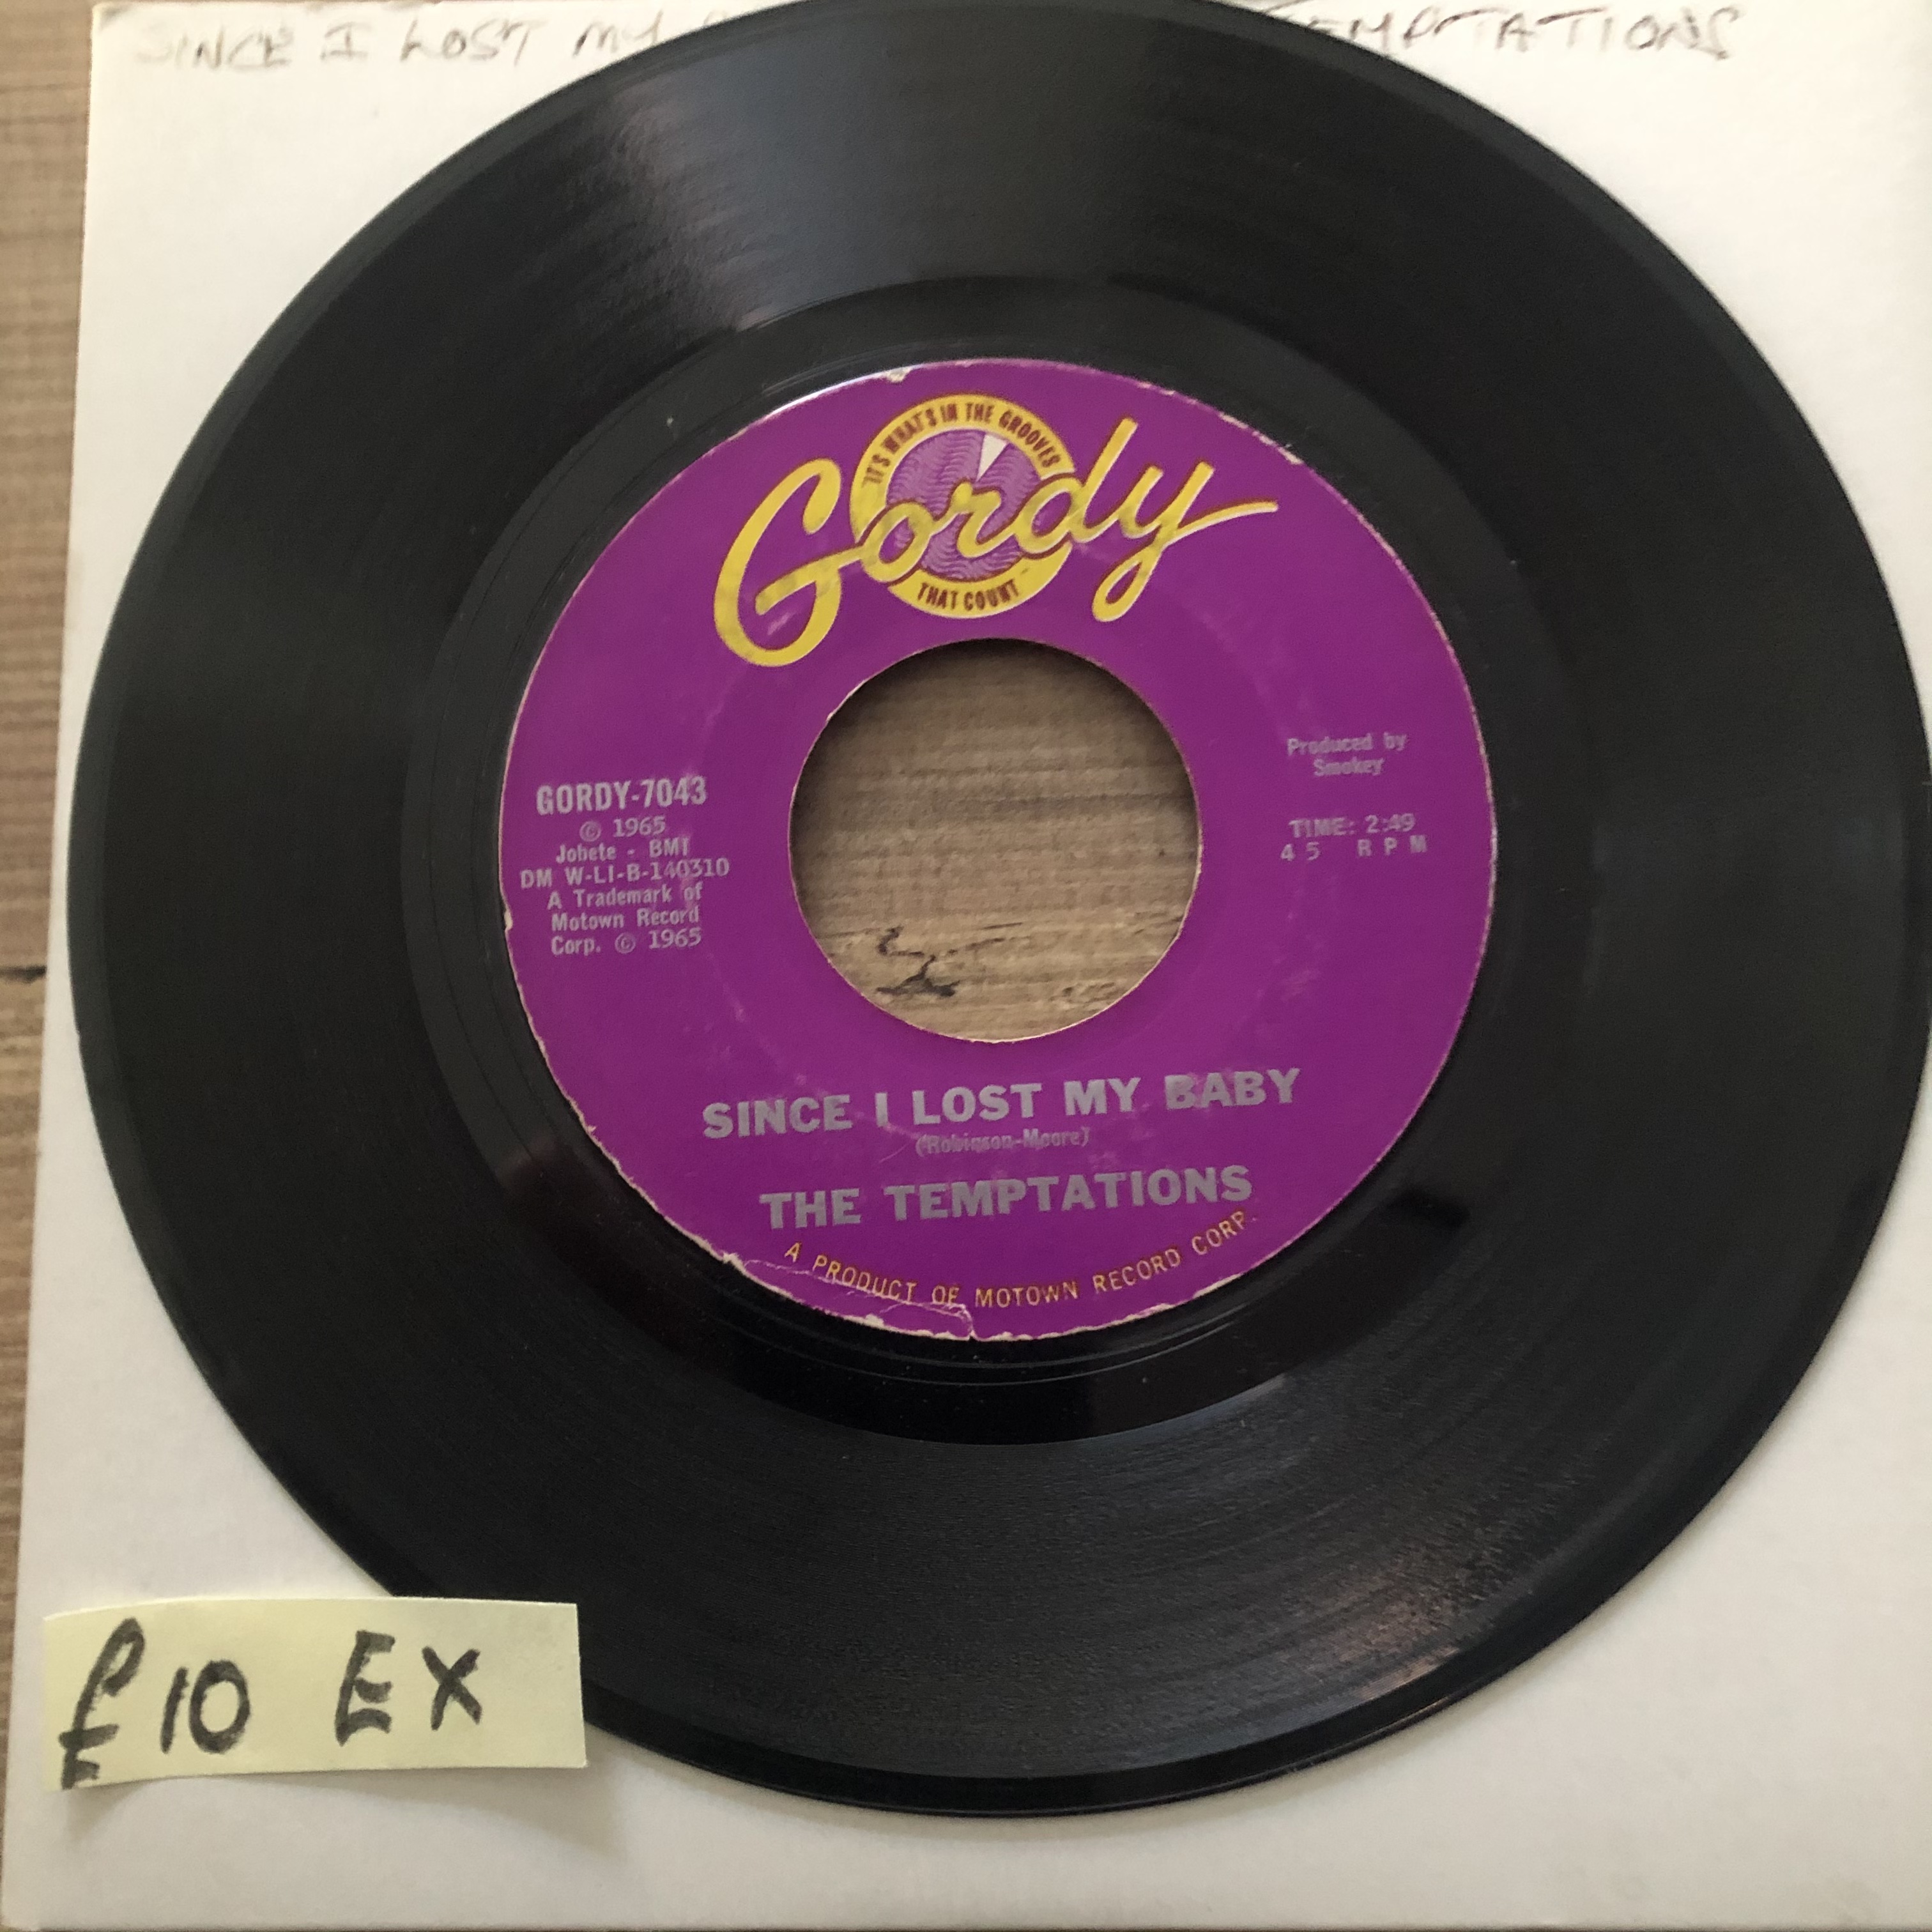 SINCE I LOST MY TEMPTATIONS
IT'S WHAT'S IN THE GROOVES
Gordy
THAT COUNT
Produced by
Smokey
GORDY-7043
© 1965
Jobete - BMI
DM W-LI-B-140310
A Trademark of
Motown Record
Corp. © 1965
TIME: 2:49
45 RPM
SINCE I LOST MY BABY
(Robinson-Moore)
THE TEMPTATIONS
A PRODUCT OF MOTOWN RECORD CORP.
£10 EX